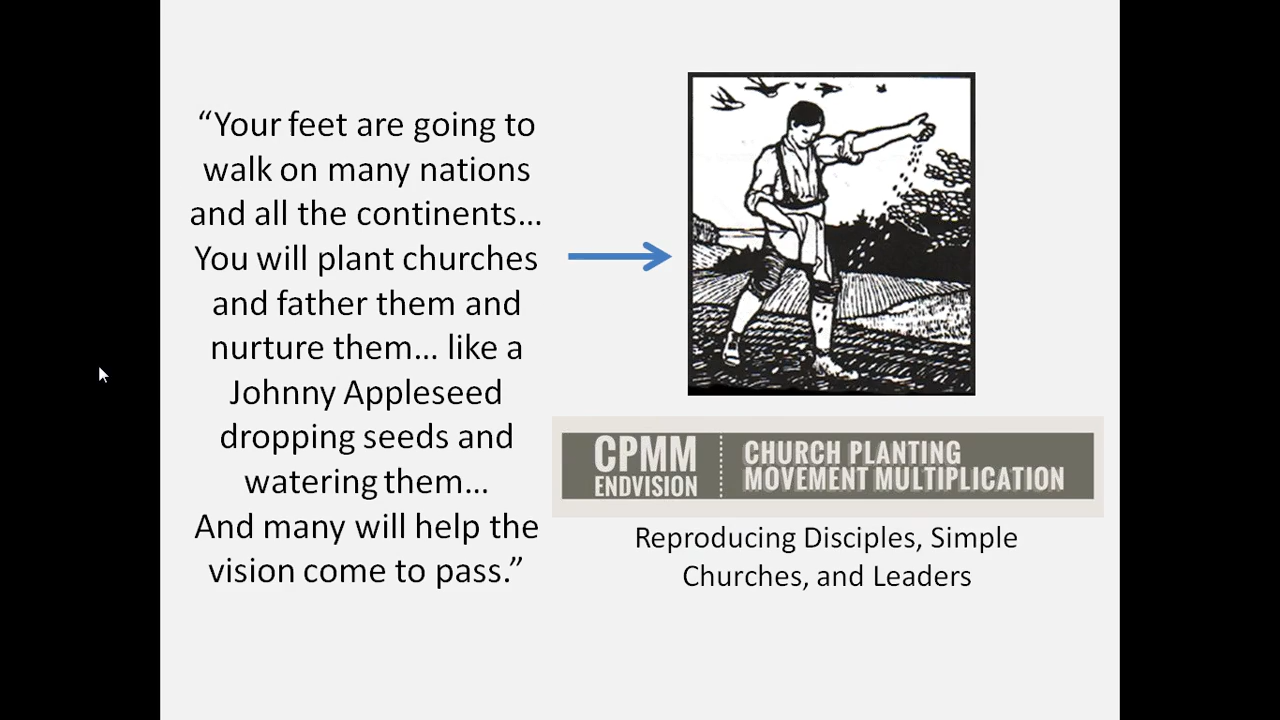 “Your feet are going to
walk on many nations
and all the continents…
You will plant churches
and father them and
nurture them… like a
Johnny Appleseed
dropping seeds and
watering them…
And many will help the
vision come to pass.”
CPMM
ENDVISION
CHURCH PLANTING
MOVEMENT MULTIPLICATION
Reproducing Disciples, Simple
Churches, and Leaders